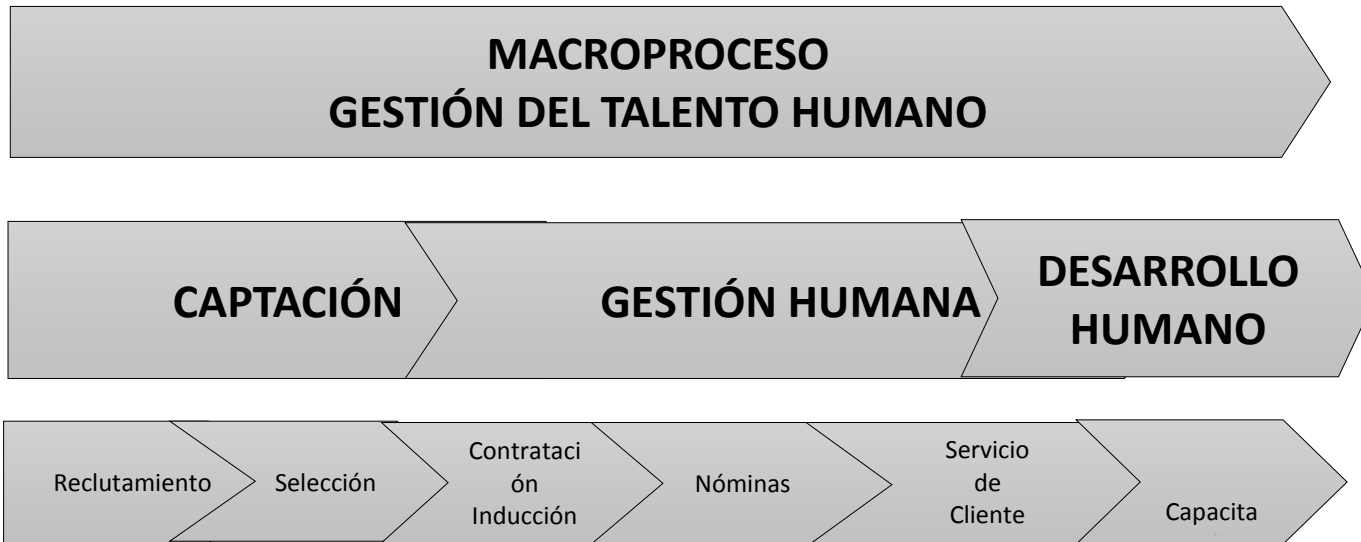 MACROPROCESO
GESTIÓN DEL TALENTO HUMANO
CAPTACIÓN
GESTIÓN HUMANA
DESARROLLO
HUMANO
Reclutamiento
Selección
Contrataci
ón
Inducción
Nóminas
Servicio
de
Cliente
Capacita